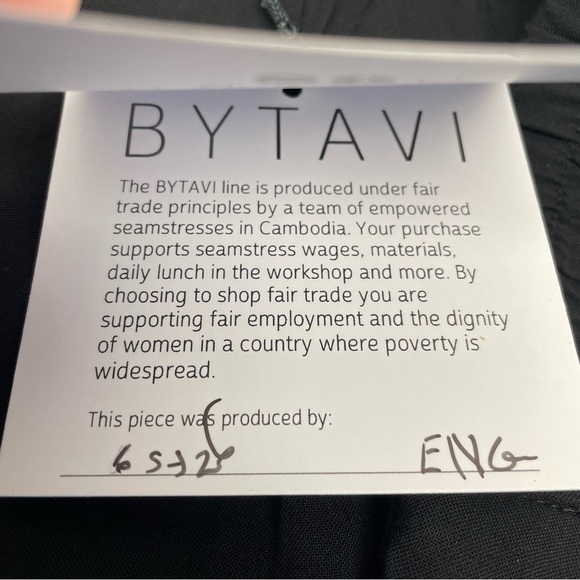 BYTAVI
The BYTAVI line is produced under fair
trade principles by a team of empowered
seamstresses in Cambodia. Your purchase
supports seamstress wages, materials,
daily lunch in the workshop and more. By
choosing to shop fair trade you are
supporting fair employment and the dignity
of women in a country where poverty is
widespread.
This piece was produced by:
ENG